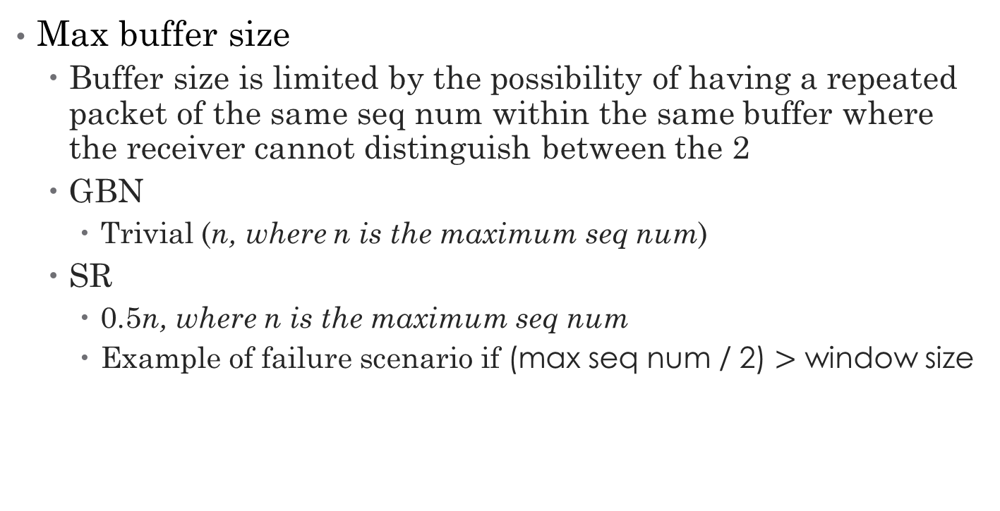 • Max buffer size
• Buffer size is limited by the possibility of having a repeated
packet of the same seq num within the same buffer where
the receiver cannot distinguish between the 2
• GBN
• Trivial (n, where n is the maximum seq num)
• SR
• 0.5n, where n is the maximum seq num
• Example of failure scenario if (max seq num / 2) > window size